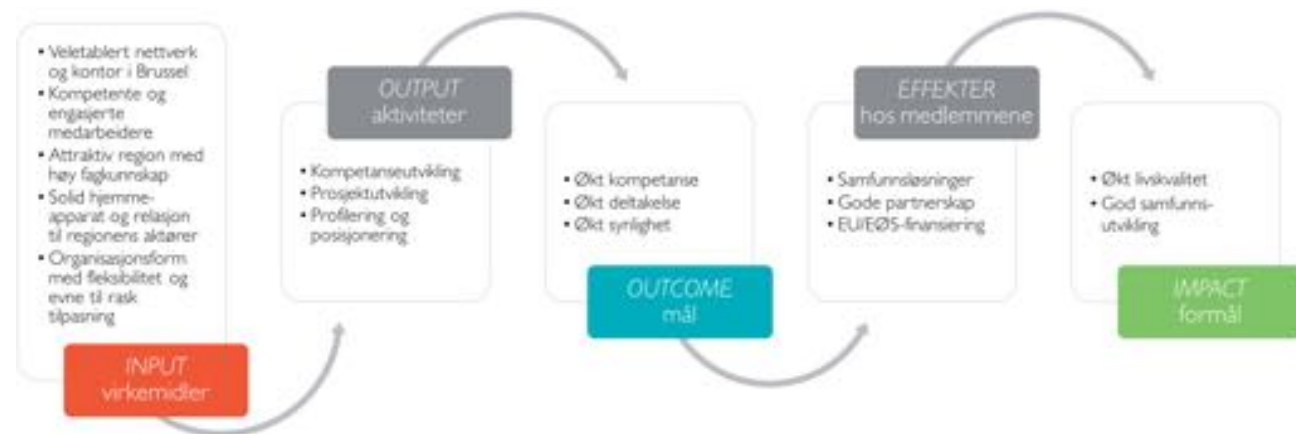 • Veletablert nettverk
og kontor i Brussel
• Kompetente og
engasjerte
medarbeidere
• Attraktiv region med
høy fagkunnskap
• Solid hjemme-
apparat og relasjon
til regionens aktører
• Organisasjonsform
med fleksibilitet og
evne til rask
tilpasning
INPUT
virkemidler
OUTPUT
aktiviteter
• Kompetanseutvikling
• Prosjektutvikling
• Profilering og
posisjonering
• Økt kompetanse
• Økt deltakelse
• Økt synlighet
OUTCOME
mål
EFFEKTER
hos medlemmene
• Samfunnsløsninger
• Gode partnerskap
• EU/EØS-finansiering
• Økt livskvalitet
• God samfunns-
utvikling
IMPACT
formål